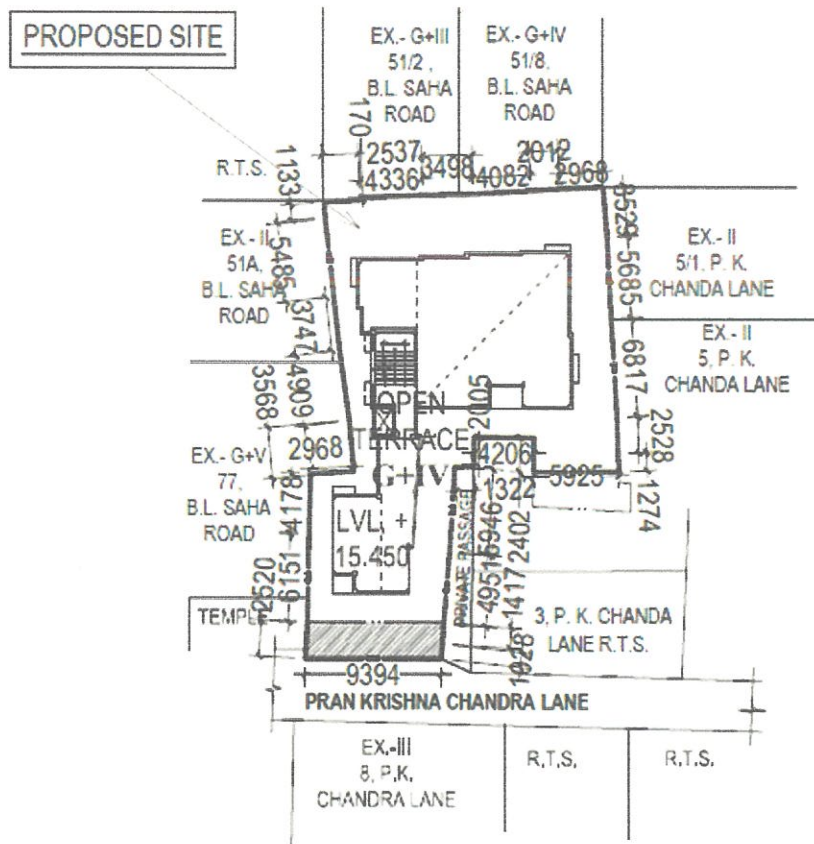 PROPOSED SITE
EX.- G+III
51/2 ,
B.L. SAHA
ROAD
EX.- G+IV
51/8,
B.L. SAHA
ROAD
170
2537
3498
2012
4336
4082
2968
R.T.S.
1133
EX.- II
51A,
B.L. SAHA
ROAD
5485
3747
4909
3568
2968
3529
5685
EX.- II
5/1, P. K.
CHANDA LANE
EX.- II
5, P. K.
CHANDA LANE
6817
2528
1274
OPEN
TERRACE
G+IV
2005
4206
1322
5925
EX.- G+V
77,
B.L. SAHA
ROAD
4178
6151
2520
LVL. +
15.450
PRIVATE PASSAGE
5946
4951
2402
1417
1028
TEMPLE
3, P. K. CHANDA
LANE R.T.S.
9394
PRAN KRISHNA CHANDRA LANE
EX.-III
8, P.K.
CHANDRA LANE
R.T.S.
R.T.S.